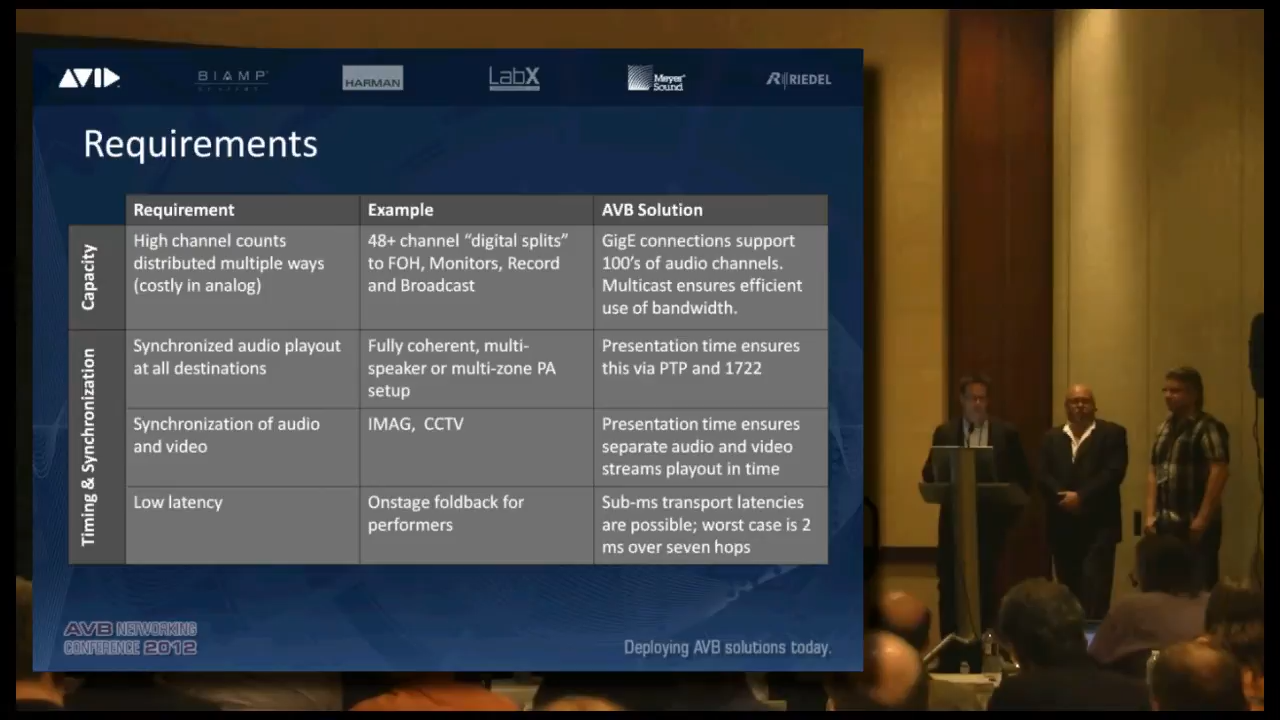 AVID
BIAMP
HARMAN
LabX
Meyer Sound
RIEDEL
Requirements
Requirement
Example
AVB Solution
Capacity
High channel counts
distributed multiple ways
(costly in analog)
48+ channel “digital splits”
to FOH, Monitors, Record
and Broadcast
GigE connections support
100’s of audio channels.
Multicast ensures efficient
use of bandwidth.
Timing & Synchronization
Synchronized audio playout
at all destinations
Fully coherent, multi-
speaker or multi-zone PA
setup
Presentation time ensures
this via PTP and 1722
Synchronization of audio
and video
IMAG, CCTV
Presentation time ensures
separate audio and video
streams playout in time
Low latency
Onstage foldback for
performers
Sub-ms transport latencies
are possible; worst case is 2
ms over seven hops
AVB NETWORKING
CONFERENCE 2012
Deploying AVB solutions today.